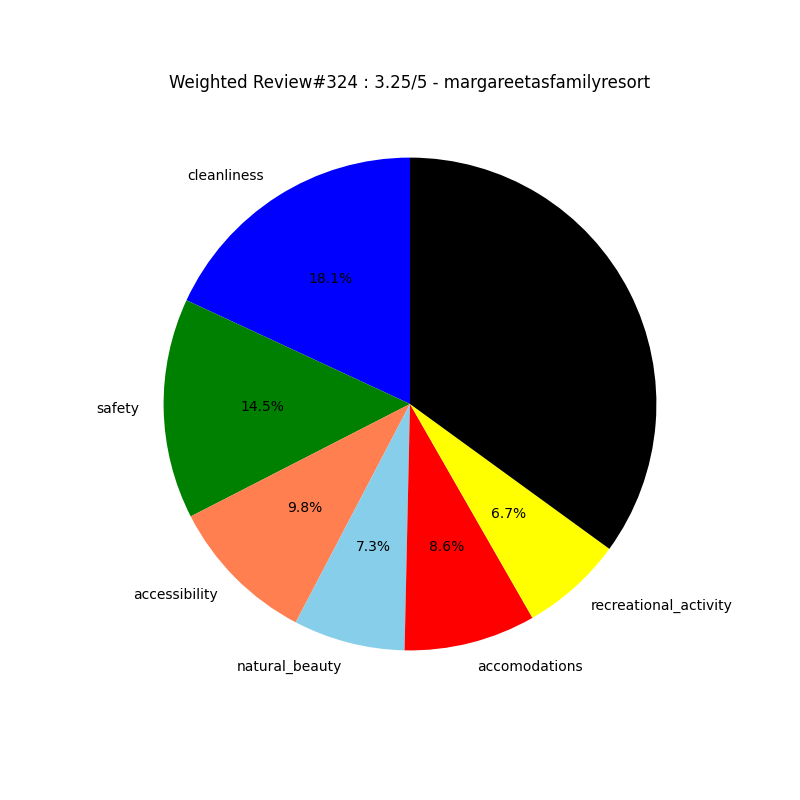 Weighted Review#324 : 3.25/5 - margareetasfamilyresort
cleanliness
18.1%
safety
14.5%
accessibility
9.8%
natural_beauty
7.3%
accomodations
8.6%
recreational_activity
6.7%